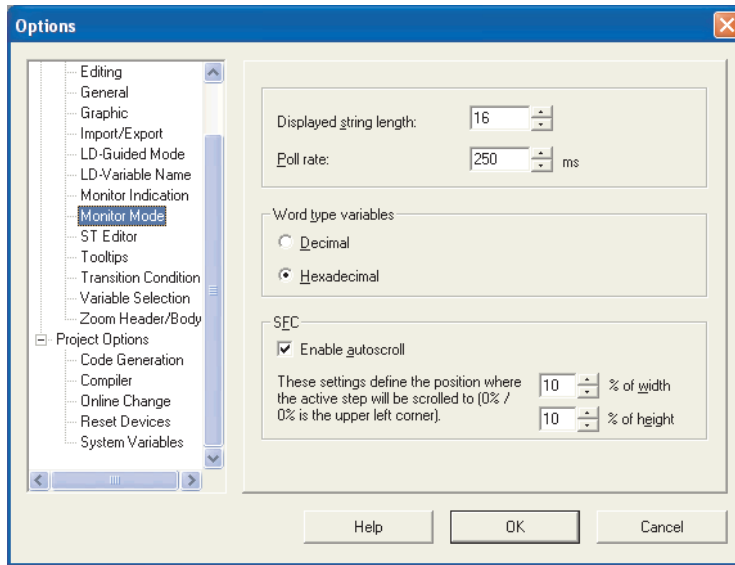 Options
Editing
General
Graphic
Import/Export
LD-Guided Mode
LD-Variable Name
Monitor Indication
Monitor Mode
ST Editor
Tooltips
Transition Condition
Variable Selection
Zoom Header/Body
Project Options
Code Generation
Compiler
Online Change
Reset Devices
System Variables
Displayed string length: 16
Poll rate: 250 ms
Word type variables
Decimal
Hexadecimal
SFC
Enable autoscroll
These settings define the position where
the active step will be scrolled to (0% /
0% is the upper left corner).
10 % of width
10 % of height
Help OK Cancel